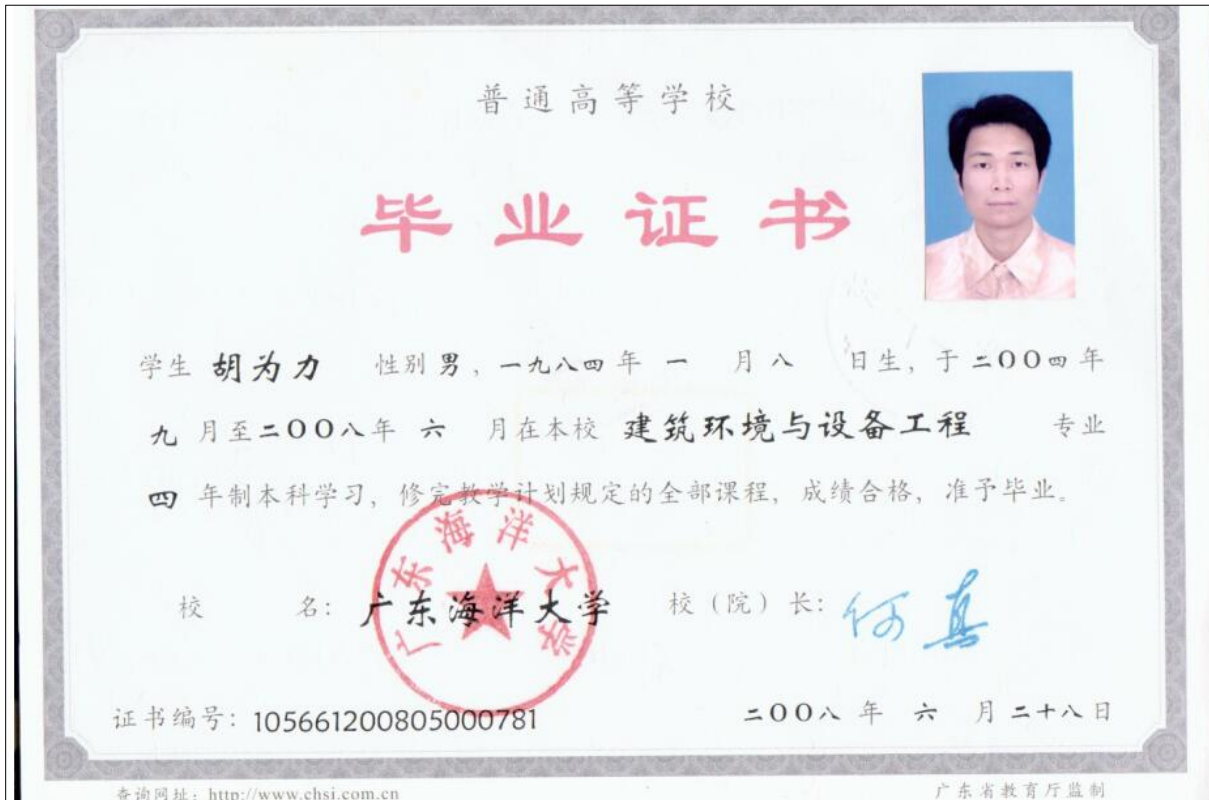 普通高等学校
毕业证书
学生 胡为力 性别 男，一九八四年 一 月 八 日生，于二OO四年
九 月至二OO八年 六 月在本校 建筑环境与设备工程 专业
四 年制本科学习，修完教学计划规定的全部课程，成绩合格，准予毕业。
广东海洋大学
校 名：广东海洋大学 校（院）长：何真
证书编号：105661200805000781 二OO八 年 六 月二十八日
查询网址：http://www.chsi.com.cn 广东省教育厅监制